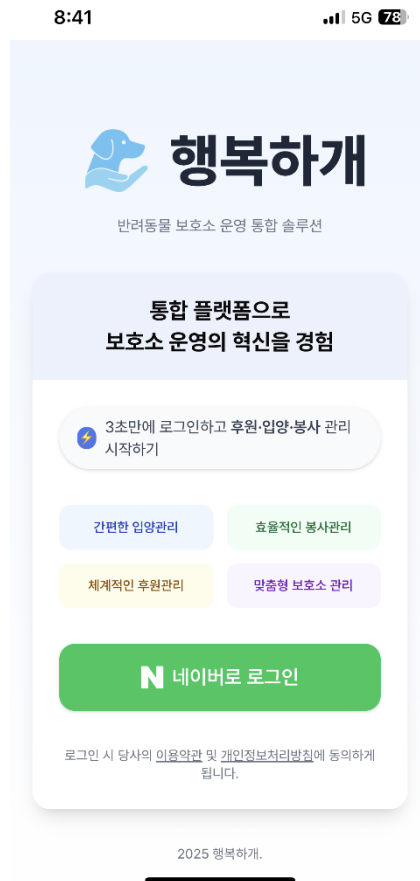 8:41
5G 78
행복하개
반려동물 보호소 운영 통합 솔루션
통합 플랫폼으로
보호소 운영의 혁신을 경험
3초만에 로그인하고 후원·입양·봉사 관리
시작하기
간편한 입양관리
효율적인 봉사관리
체계적인 후원관리
맞춤형 보호소 관리
N 네이버로 로그인
로그인 시 당사의 이용약관 및 개인정보처리방침에 동의하게
됩니다.
2025 행복하개.